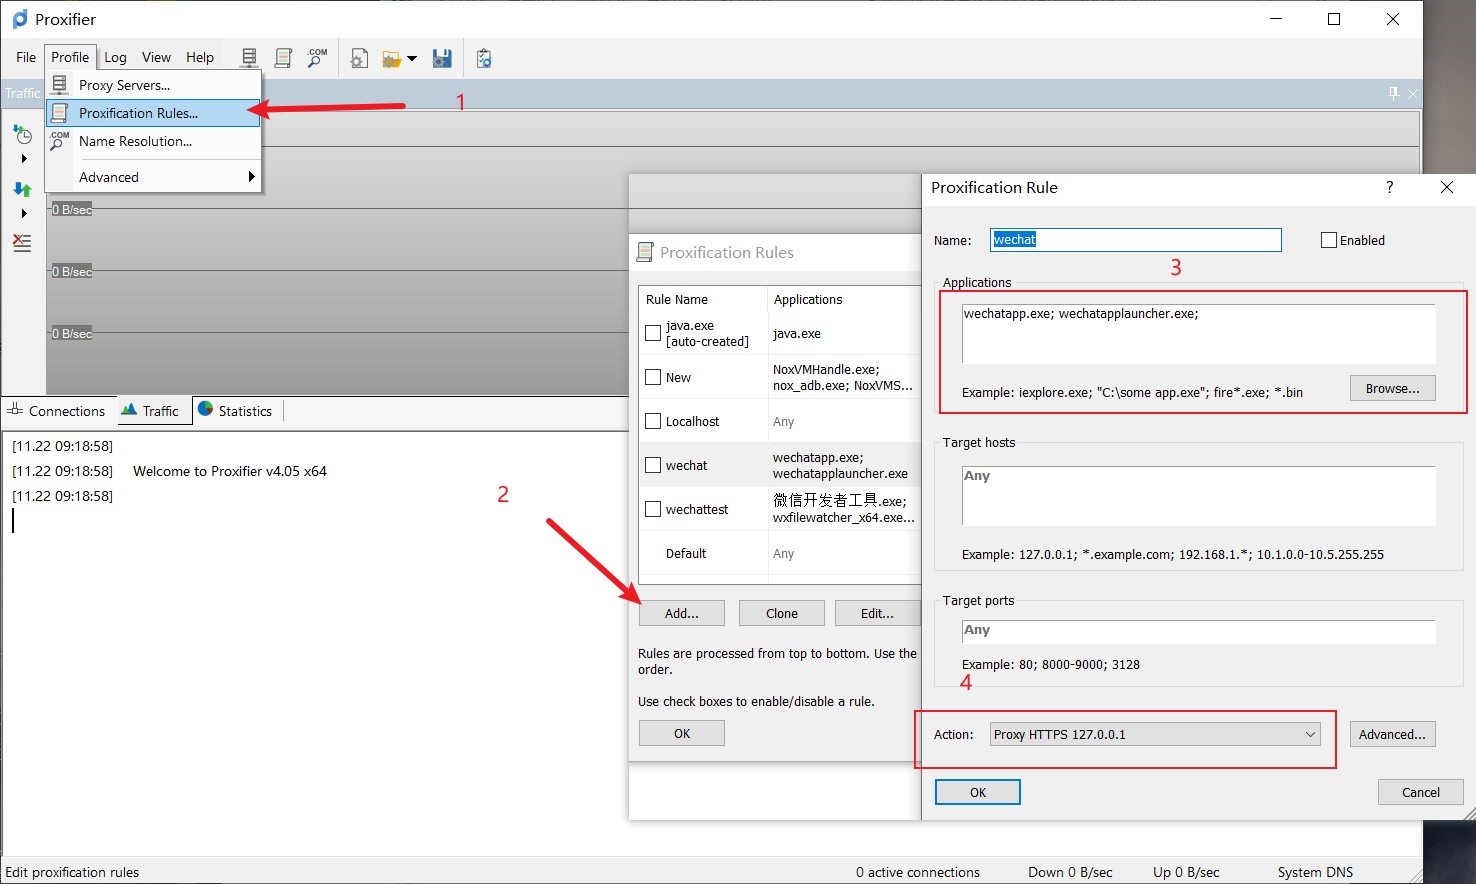 Proxifier
File Profile Log View Help
.COM
Proxy Servers...
Proxification Rules...
.COM
Name Resolution...
Advanced
Traffic
1
0 B/sec
0 B/sec
0 B/sec
Connections Traffic Statistics
[11.22 09:18:58]
[11.22 09:18:58] Welcome to Proxifier v4.05 x64
[11.22 09:18:58]
2
Proxification Rules
Rule Name Applications
java.exe
[auto-created] java.exe
New NoxVMHandle.exe;
nox_adb.exe; NoxVMS...
Localhost Any
wechat wechatapp.exe;
wechatapplauncher.exe
wechattest 微信开发者工具.exe;
wxfilewatcher_x64.exe...
Default Any
Add... Clone Edit...
Rules are processed from top to bottom. Use the
order.
Use check boxes to enable/disable a rule.
OK
Proxification Rule
?
Name: wechat Enabled
3
Applications
wechatapp.exe; wechatapplauncher.exe;
Example: iexplore.exe; "C:\some app.exe"; fire*.exe; *.bin Browse...
Target hosts
Any
Example: 127.0.0.1; *.example.com; 192.168.1.*; 10.1.0.0-10.5.255.255
Target ports
Any
Example: 80; 8000-9000; 3128
4
Action: Proxy HTTPS 127.0.0.1 Advanced...
OK Cancel
Edit proxification rules 0 active connections Down 0 B/sec Up 0 B/sec System DNS